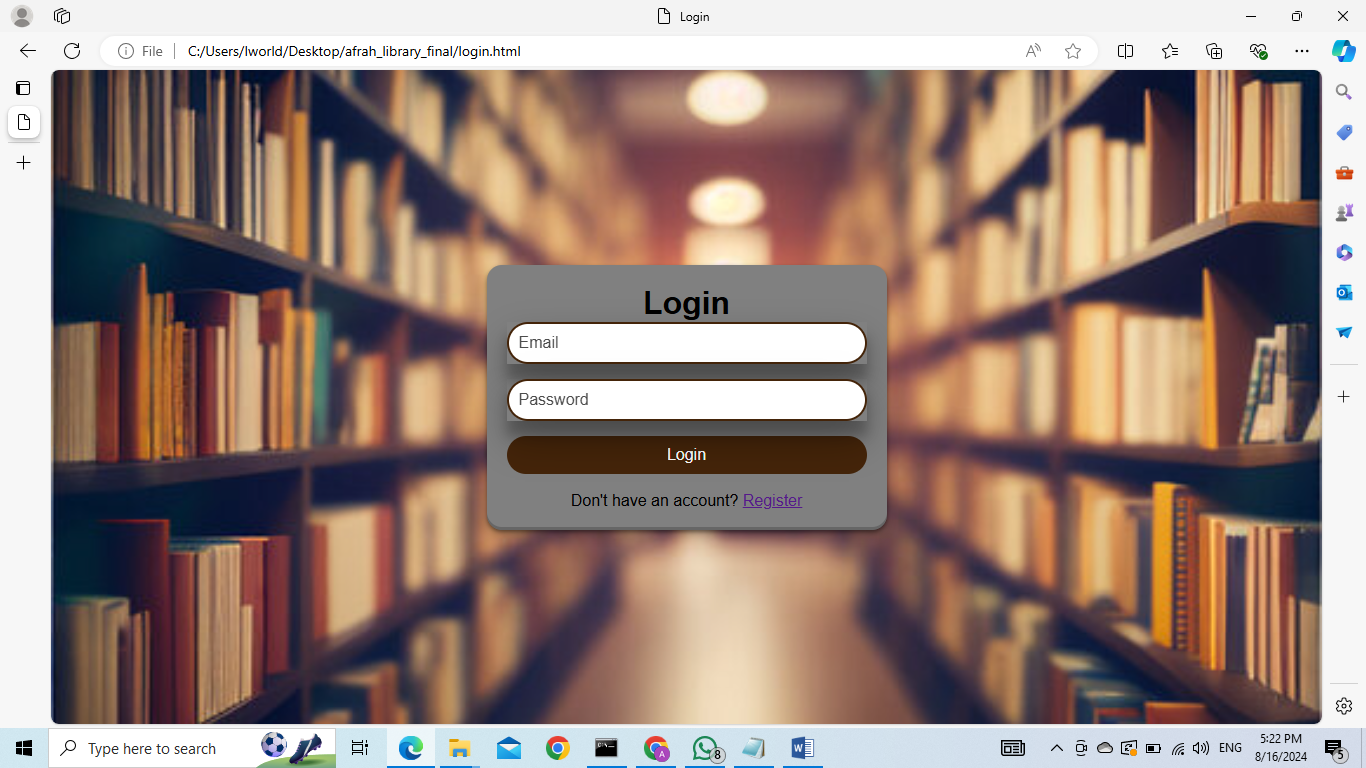 Login
File
C:/Users/lworld/Desktop/afrah_library_final/login.html
Login
Email
Password
Login
Don't have an account? Register
Type here to search
A
8
ENG
5:22 PM
8/16/2024
5